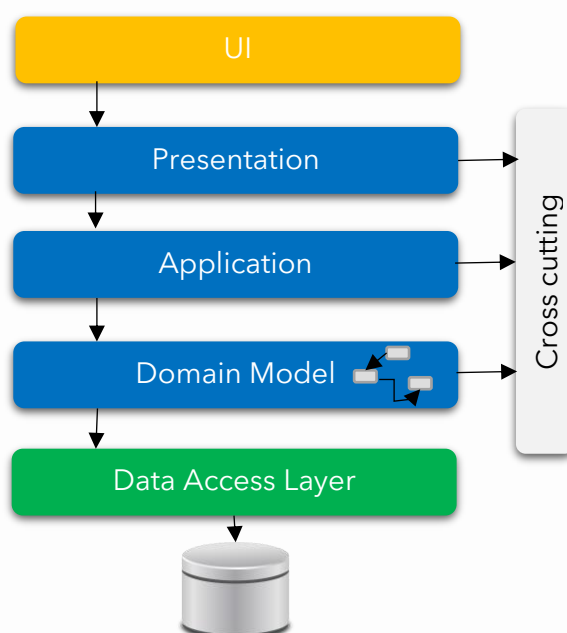 UI
Presentation
Application
Domain Model
Data Access Layer
Cross cutting